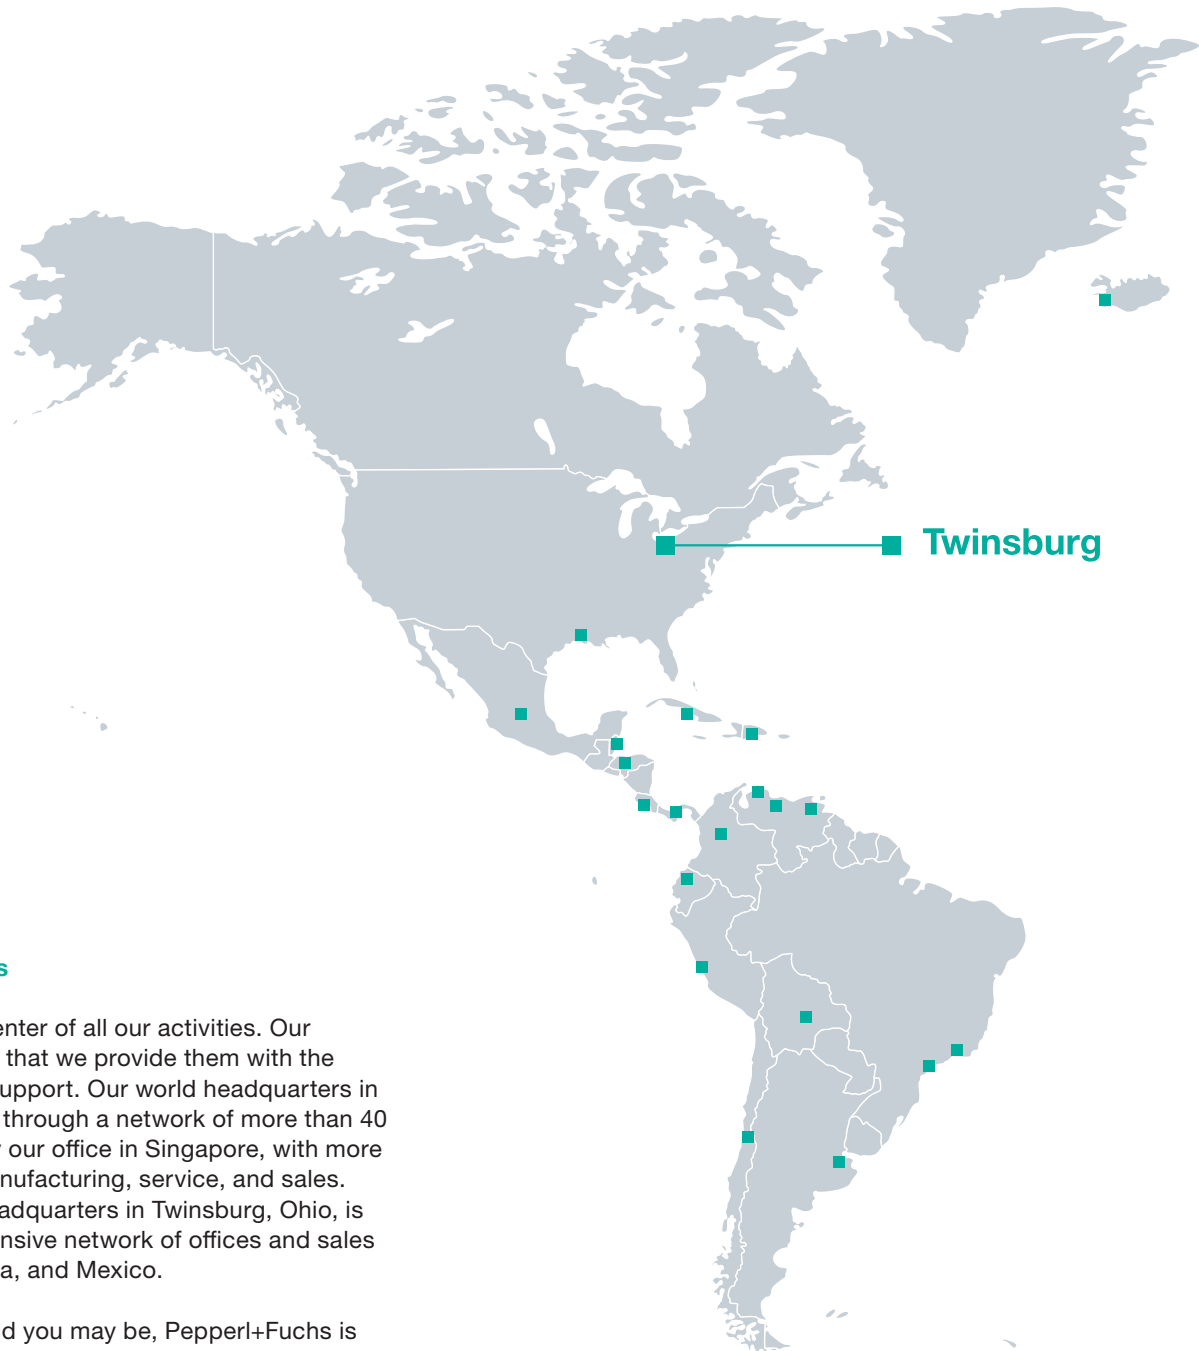 Twinsburg
s
enter of all our activities. Our
that we provide them with the
upport. Our world headquarters in
through a network of more than 40
our office in Singapore, with more
nufacturing, service, and sales.
adquarters in Twinsburg, Ohio, is
nsive network of offices and sales
a, and Mexico.
d you may be, Pepperl+Fuchs is